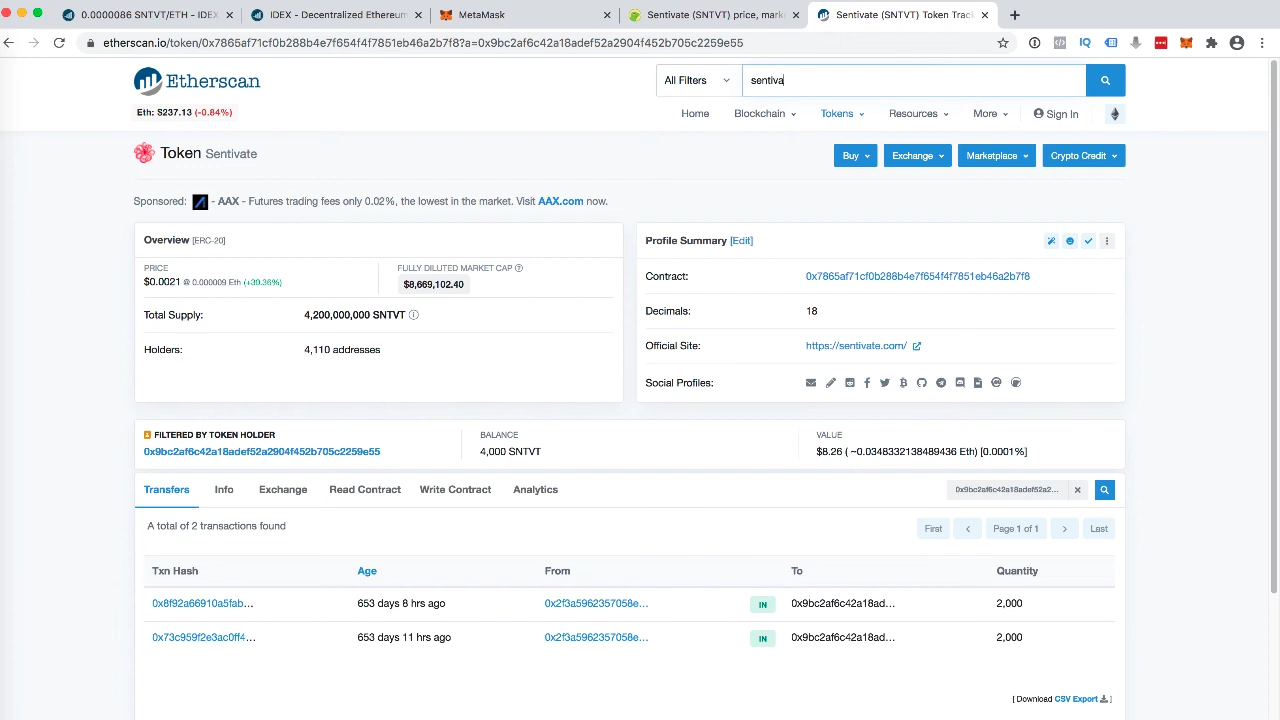 0.0000086 SNTVT/ETH - IDEX
IDEX - Decentralized Ethereum
MetaMask
Sentivate (SNTVT) price, mark
Sentivate (SNTVT) Token Track
etherscan.io/token/0x7865af71cf0b288b4e7f654f4f7851eb46a2b7f8?a=0x9bc2af6c42a18adef52a2904f452b705c2259e55
Etherscan
All Filters
sentiva
Eth: $237.13 (-0.84%)
Home
Blockchain
Tokens
Resources
More
Sign In
Token Sentivate
Buy
Exchange
Marketplace
Crypto Credit
Sponsored: - AAX - Futures trading fees only 0.02%, the lowest in the market. Visit AAX.com now.
Overview [ERC-20]
PRICE
$0.0021 @ 0.000009 Eth (+39.36%)
FULLY DILUTED MARKET CAP
$8,669,102.40
Total Supply: 4,200,000,000 SNTVT
Holders: 4,110 addresses
Profile Summary [Edit]
Contract: 0x7865af71cf0b288b4e7f654f4f7851eb46a2b7f8
Decimals: 18
Official Site: https://sentivate.com/
Social Profiles:
FILTERED BY TOKEN HOLDER
0x9bc2af6c42a18adef52a2904f452b705c2259e55
BALANCE
4,000 SNTVT
VALUE
$8.26 ( ~0.0348332138489436 Eth) [0.0001%]
Transfers
Info
Exchange
Read Contract
Write Contract
Analytics
0x9bc2af6c42a18adef52a2...
A total of 2 transactions found
First
Page 1 of 1
Last
Txn Hash Age From To Quantity
0x8f92a66910a5fab... 653 days 8 hrs ago 0x2f3a5962357058e... IN 0x9bc2af6c42a18ad... 2,000
0x73c959f2e3ac0ff4... 653 days 11 hrs ago 0x2f3a5962357058e... IN 0x9bc2af6c42a18ad... 2,000
[ Download CSV Export ]